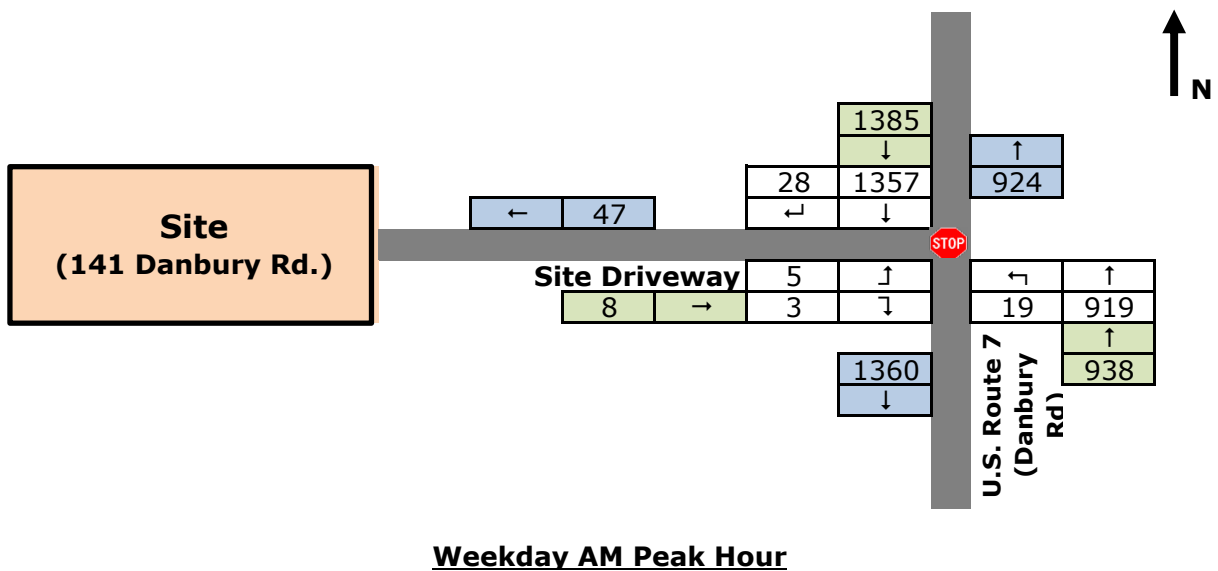 N
1385
↓
28 1357
↵ ↓
↑
924
Site
(141 Danbury Rd.)
← 47
STOP
Site Driveway
5 ↥
8 → 3 ↴
↰ ↑
19 919
↑
938
1360
↓
U.S. Route 7
(Danbury
Rd)
Weekday AM Peak Hour